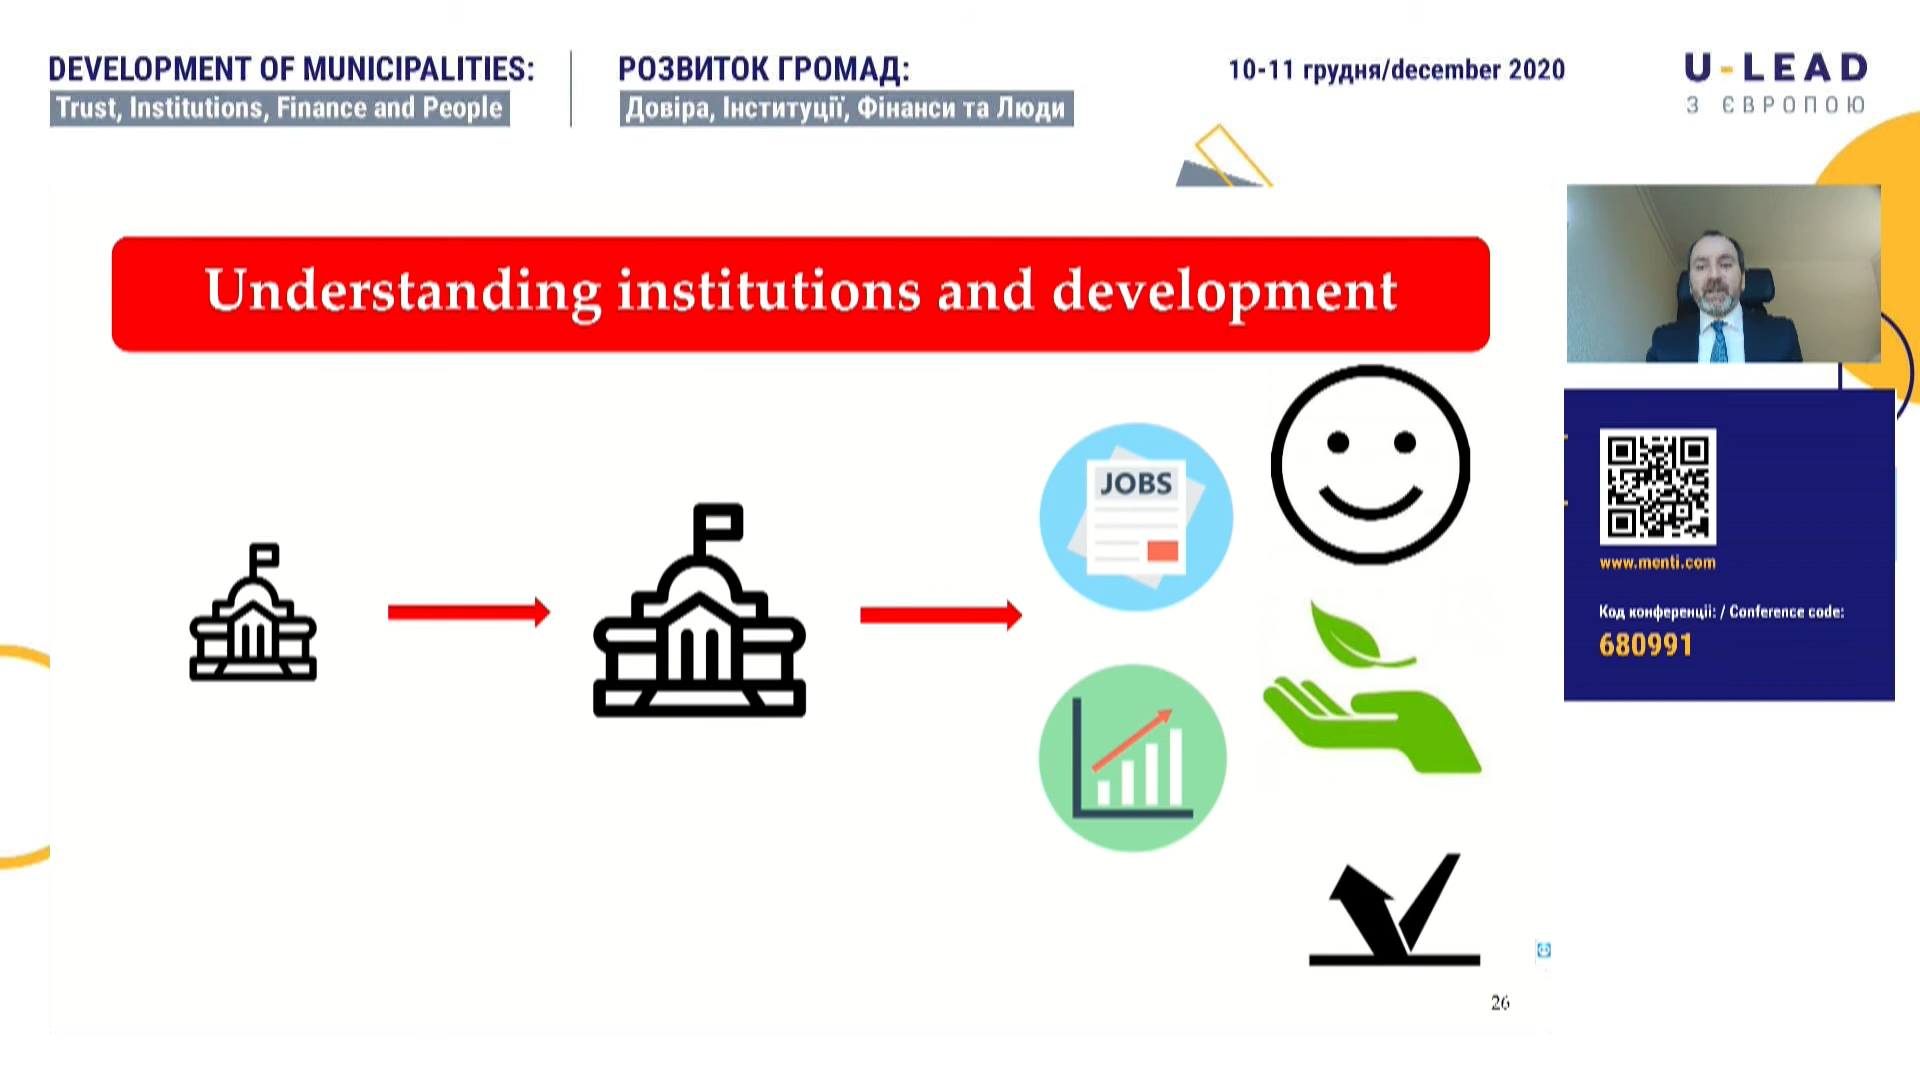 DEVELOPMENT OF MUNICIPALITIES:
Trust, Institutions, Finance and People
РОЗВИТОК ГРОМАД:
Довіра, Інституції, Фінанси та Люди
10-11 грудня/december 2020
U-LEAD
З ЄВРОПОЮ
Understanding institutions and development
JOBS
www.menti.com
Код конференції: / Conference code:
680991
26